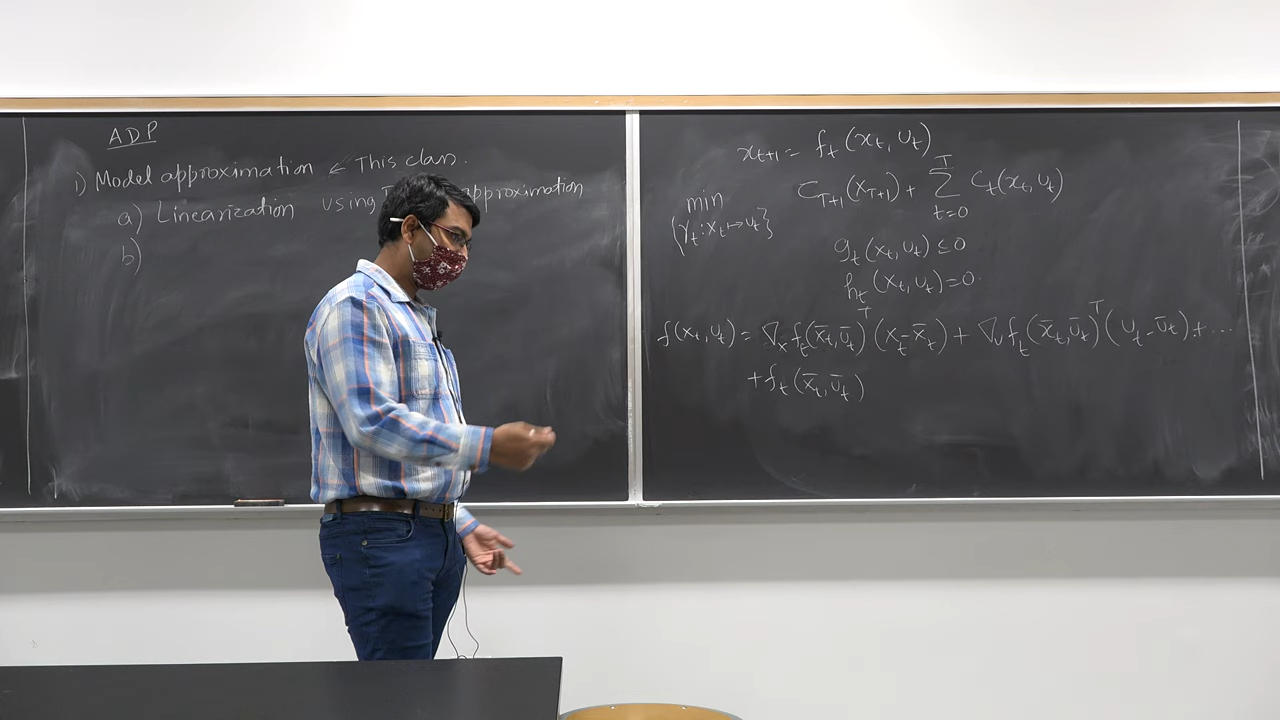 ADP
1) Model approximation ← This class.
a) Linearization using approximation
b)
x_{t+1} = f_t(x_t, u_t)
min C_{T+1}(x_{T+1}) + Σ_{t=0}^{T} C_t(x_t, u_t)
{γ_t : x_t ↦ u_t}
g_t(x_t, u_t) ≤ 0
h_t(x_t, u_t) = 0.
f(x_t, u_t) = ∇_x f_t(x̄_t, ū_t)^T (x_t - x̄_t) + ∇_u f_t(x̄_t, ū_t)^T (u_t - ū_t) + ...
+ f_t(x̄_t, ū_t)